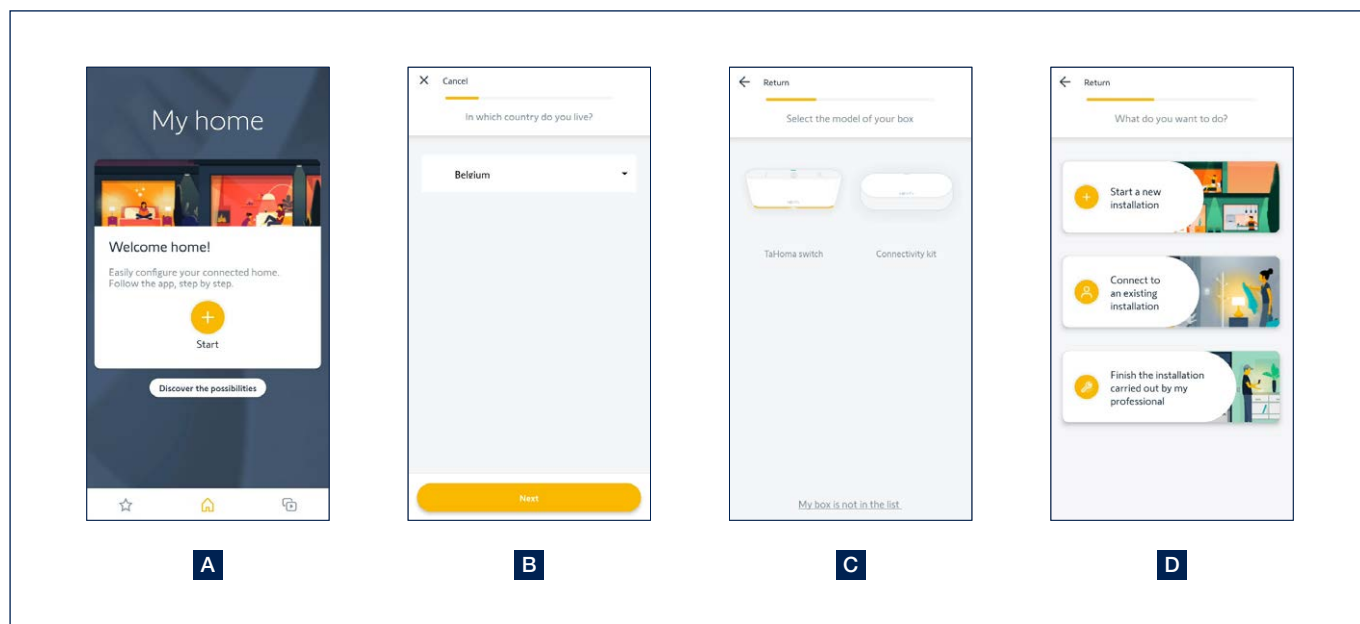 My home
Welcome home!
Easily configure your connected home.
Follow the app, step by step.
Start
Discover the possibilities
A
Cancel
In which country do you live?
Belgium
Next
B
Return
Select the model of your box
somfy
TaHoma switch
Connectivity kit
My box is not in the list
C
Return
What do you want to do?
Start a new
installation
Connect to
an existing
installation
Finish the installation
carried out by my
professional
D